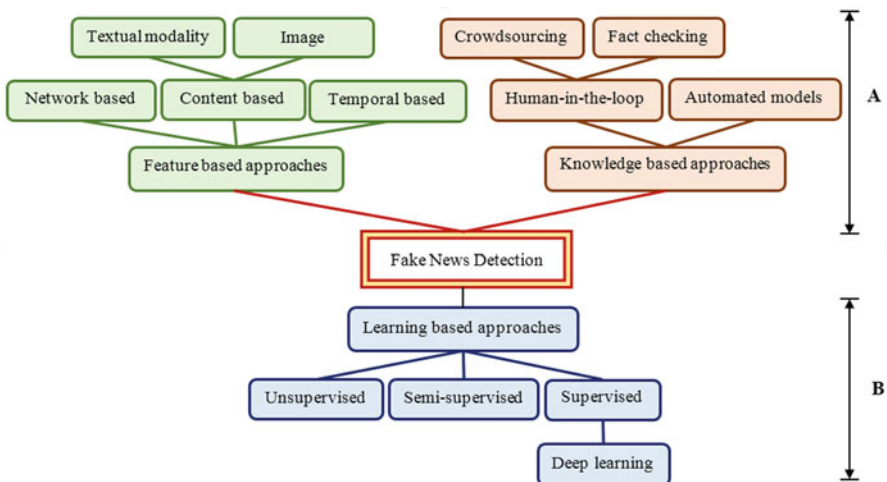 Textual modality
Image
Crowdsourcing
Fact checking
Network based
Content based
Temporal based
Human-in-the-loop
Automated models
A
Feature based approaches
Knowledge based approaches
Fake News Detection
Learning based approaches
Unsupervised
Semi-supervised
Supervised
B
Deep learning